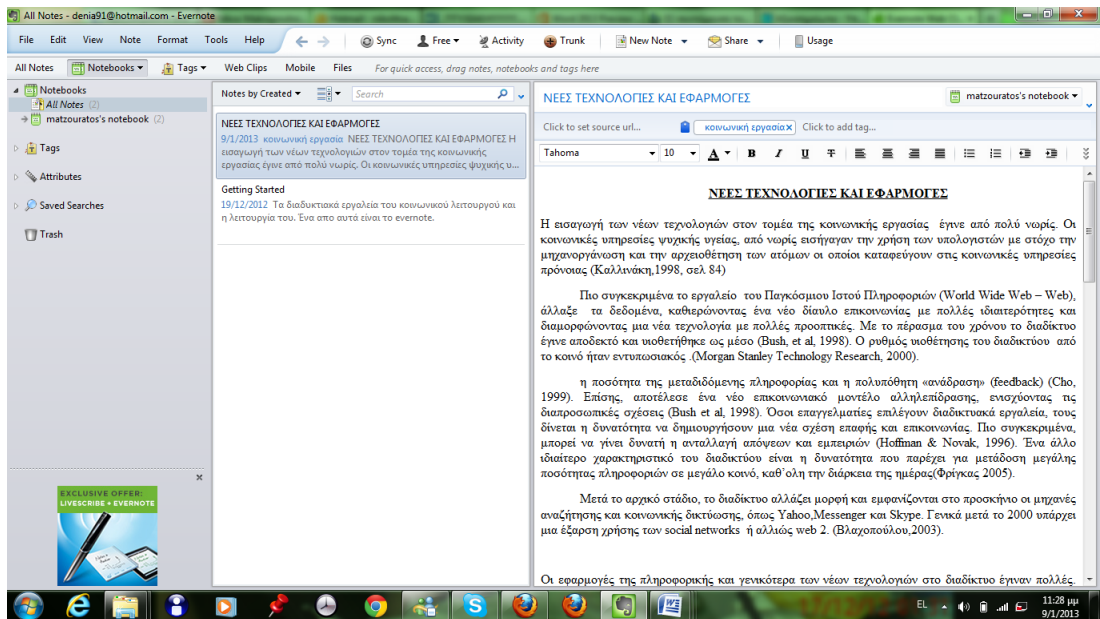 All Notes - denia91@hotmail.com - Evernote
File Edit View Note Format Tools Help
Sync Free Activity Trunk New Note Share Usage
All Notes Notebooks Tags Web Clips Mobile Files For quick access, drag notes, notebooks and tags here
Notebooks
All Notes (2)
matzouratos's notebook (2)
Tags
Attributes
Saved Searches
Trash
EXCLUSIVE OFFER:
LIVESCRIBE + EVERNOTE
Notes by Created Search
ΝΕΕΣ ΤΕΧΝΟΛΟΓΙΕΣ ΚΑΙ ΕΦΑΡΜΟΓΕΣ
9/1/2013 κοινωνική εργασία ΝΕΕΣ ΤΕΧΝΟΛΟΓΙΕΣ ΚΑΙ ΕΦΑΡΜΟΓΕΣ Η
εισαγωγή των νέων τεχνολογιών στον τομέα της κοινωνικής
εργασίας έγινε από πολύ νωρίς. Οι κοινωνικές υπηρεσίες ψυχικής υ...
Getting Started
19/12/2012 Τα διαδυκτιακά εργαλεία του κοινωνικού λειτουργού και
η λειτουργία του. Ένα απο αυτά είναι το evernote.
ΝΕΕΣ ΤΕΧΝΟΛΟΓΙΕΣ ΚΑΙ ΕΦΑΡΜΟΓΕΣ
matzouratos's notebook
Click to set source url... κοινωνική εργασία x Click to add tag...
Tahoma 10 A B I U T
ΝΕΕΣ ΤΕΧΝΟΛΟΓΙΕΣ ΚΑΙ ΕΦΑΡΜΟΓΕΣ
Η εισαγωγή των νέων τεχνολογιών στον τομέα της κοινωνικής εργασίας έγινε από πολύ νωρίς. Οι
κοινωνικές υπηρεσίες ψυχικής υγείας, από νωρίς εισήγαγαν την χρήση των υπολογιστών με στόχο την
μηχανοργάνωση και την αρχειοθέτηση των ατόμων οι οποίοι καταφεύγουν στις κοινωνικές υπηρεσίες
πρόνοιας (Καλλινάκη,1998, σελ 84)
Πιο συγκεκριμένα το εργαλείο του Παγκόσμιου Ιστού Πληροφοριών (World Wide Web – Web),
άλλαξε τα δεδομένα, καθιερώνοντας ένα νέο δίαυλο επικοινωνίας με πολλές ιδιαιτερότητες και
διαμορφώνοντας μια νέα τεχνολογία με πολλές προοπτικές. Με το πέρασμα του χρόνου το διαδίκτυο
έγινε αποδεκτό και υιοθετήθηκε ως μέσο (Bush, et al, 1998). Ο ρυθμός υιοθέτησης του διαδικτύου από
το κοινό ήταν εντυπωσιακός .(Morgan Stanley Technology Research, 2000).
η ποσότητα της μεταδιδόμενης πληροφορίας και η πολυπόθητη «ανάδραση» (feedback) (Cho,
1999). Επίσης, αποτέλεσε ένα νέο επικοινωνιακό μοντέλο αλληλεπίδρασης, ενισχύοντας τις
διαπροσωπικές σχέσεις (Bush et al, 1998). Όσοι επαγγελματίες επιλέγουν διαδικτυακά εργαλεία, τους
δίνεται η δυνατότητα να δημιουργήσουν μια νέα σχέση επαφής και επικοινωνίας. Πιο συγκεκριμένα,
μπορεί να γίνει δυνατή η ανταλλαγή απόψεων και εμπειριών (Hoffman & Novak, 1996). Ένα άλλο
ιδιαίτερο χαρακτηριστικό του διαδικτύου είναι η δυνατότητα που παρέχει για μετάδοση μεγάλης
ποσότητας πληροφοριών σε μεγάλο κοινό, καθ΄ολη την διάρκεια της ημέρας(Φρίγκας 2005).
Μετά το αρχικό στάδιο, το διαδίκτυο αλλάζει μορφή και εμφανίζονται στο προσκήνιο οι μηχανές
αναζήτησης και κοινωνικής δικτύωσης, όπως Yahoo,Messenger και Skype. Γενικά μετά το 2000 υπάρχει
μια έξαρση χρήσης των social networks ή αλλιώς web 2. (Βλαχοπούλου,2003).
Οι εφαρμογές της πληροφορικής και γενικότερα των νέων τεχνολογιών στο διαδίκτυο έγιναν πολλές.
EL 11:28 μμ
9/1/2013